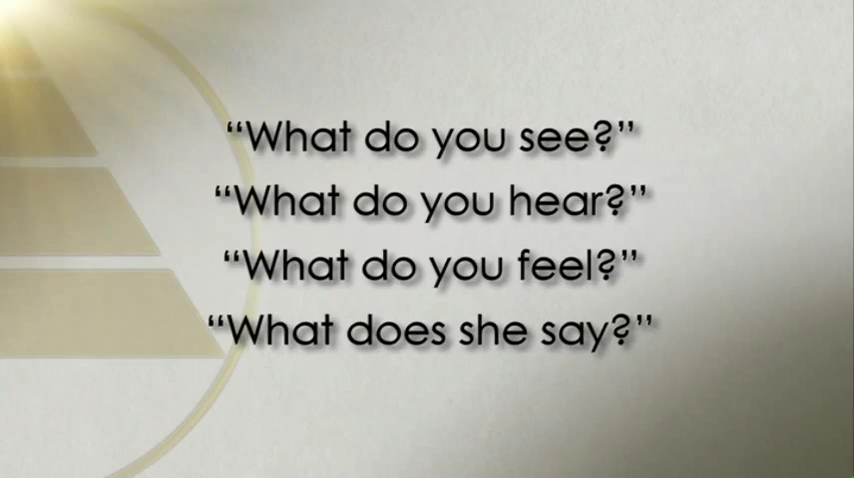 “What do you see?”
“What do you hear?”
“What do you feel?”
“What does she say?”